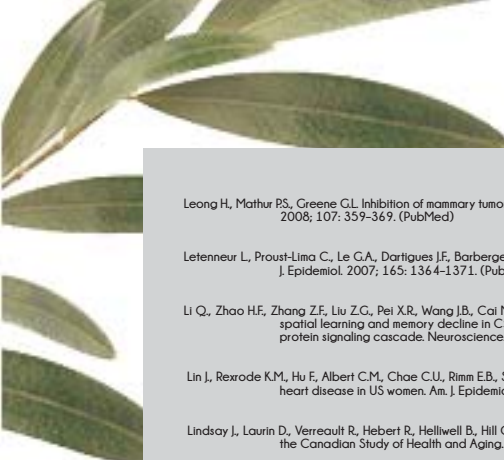 Leong H., Mathur P.S., Greene G.L. Inhibition of mammary tumo
2008; 107: 359–369. (PubMed)
Letenneur L., Proust-Lima C., Le G.A., Dartigues J.F., Barberge
J. Epidemiol. 2007; 165: 1364–1371. (Pub
Li Q., Zhao H.F., Zhang Z.F., Liu Z.G., Pei X.R., Wang J.B., Cai
spatial learning and memory decline in C
protein signaling cascade. Neuroscience
Lin J., Rexrode K.M., Hu F., Albert C.M., Chae C.U., Rimm E.B., S
heart disease in US women. Am. J. Epidemi
Lindsay J., Laurin D., Verreault R., Hebert R., Helliwell B., Hill
the Canadian Study of Health and Aging.